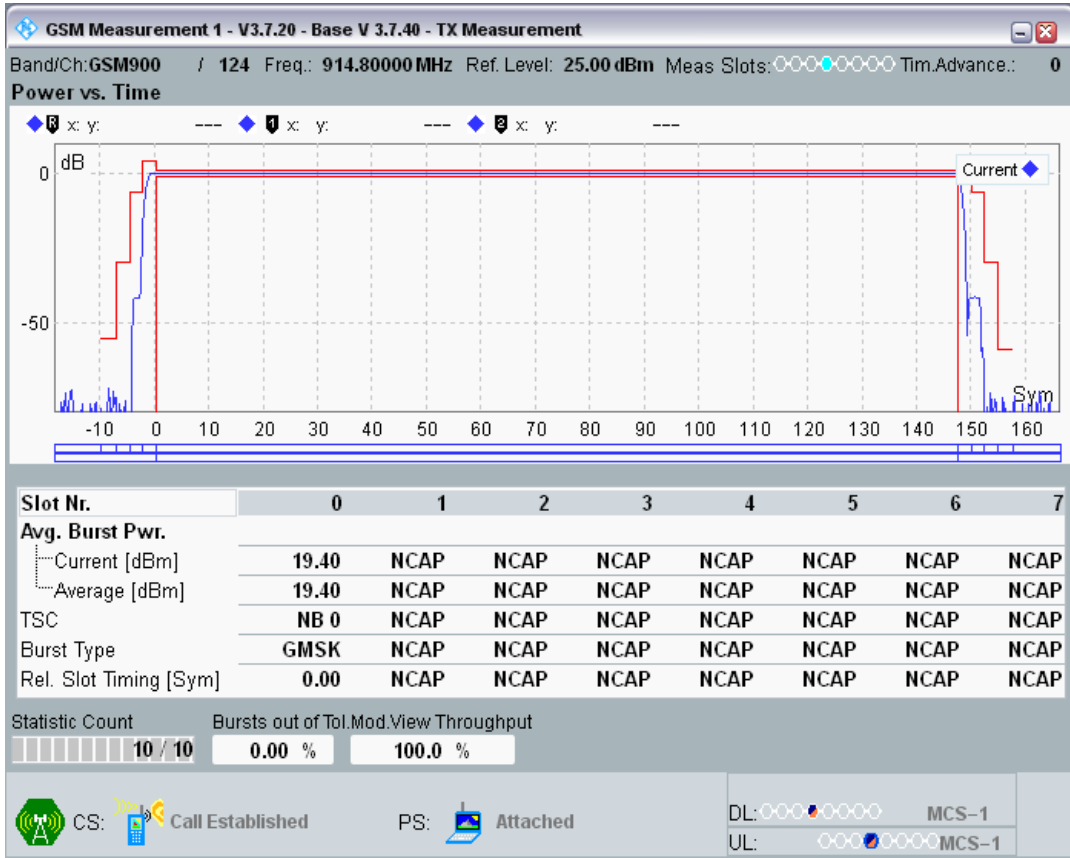 GSM Measurement 1 - V3.7.20 - Base V 3.7.40 - TX Measurement
Band/Ch:GSM900 / 124 Freq.: 914.80000 MHz Ref. Level: 25.00 dBm Meas Slots: Tim.Advance.: 0
Power vs. Time
R x: y: --- 1 x: y: --- 2 x: y: ---
dB
Current
0
-50
Sym
-10 0 10 20 30 40 50 60 70 80 90 100 110 120 130 140 150 160
Slot Nr. 0 1 2 3 4 5 6 7
Avg. Burst Pwr.
Current [dBm] 19.40 NCAP NCAP NCAP NCAP NCAP NCAP NCAP
Average [dBm] 19.40 NCAP NCAP NCAP NCAP NCAP NCAP NCAP
TSC NB 0 NCAP NCAP NCAP NCAP NCAP NCAP NCAP
Burst Type GMSK NCAP NCAP NCAP NCAP NCAP NCAP NCAP
Rel. Slot Timing [Sym] 0.00 NCAP NCAP NCAP NCAP NCAP NCAP NCAP
Statistic Count Bursts out of Tol. Mod.View Throughput
10 / 10 0.00 % 100.0 %
CS: Call Established PS: Attached DL: MCS-1
UL: MCS-1